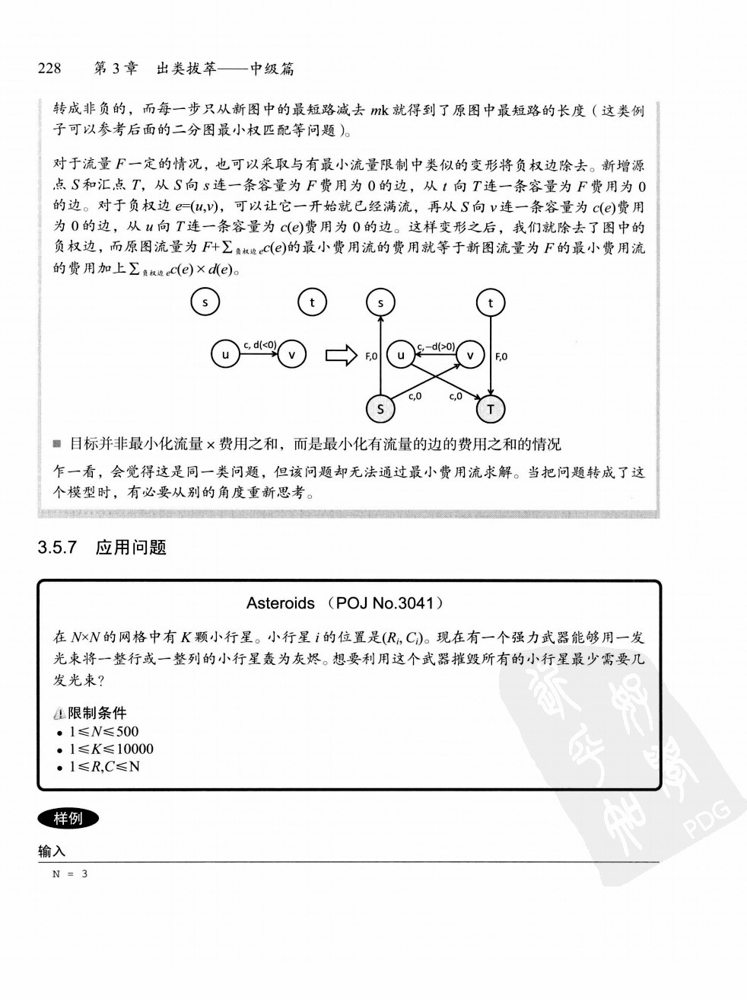 228 第 3 章 出类拔萃——中级篇
转成非负的，而每一步只从新图中的最短路减去 mk 就得到了原图中最短路的长度（这类例
子可以参考后面的二分图最小权匹配等问题）。
对于流量 F 一定的情况，也可以采取与有最小流量限制中类似的变形将负权边除去。新增源
点 S 和汇点 T，从 S 向 s 连一条容量为 F 费用为 0 的边，从 t 向 T 连一条容量为 F 费用为 0
的边。对于负权边 e=(u,v)，可以让它一开始就已经满流，再从 S 向 v 连一条容量为 c(e)费用
为 0 的边，从 u 向 T 连一条容量为 c(e)费用为 0 的边。这样变形之后，我们就除去了图中的
负权边，而原图流量为 F+∑负权边 ec(e)的最小费用流的费用就等于新图流量为 F 的最小费用流
的费用加上∑负权边 ec(e)×d(e)。
s t s t
u c, d(<0) v F,0 u c,-d(>0) v F,0
c,0 c,0
S T
■ 目标并非最小化流量×费用之和，而是最小化有流量的边的费用之和的情况
乍一看，会觉得这是同一类问题，但该问题却无法通过最小费用流求解。当把问题转成了这
个模型时，有必要从别的角度重新思考。
3.5.7 应用问题
Asteroids （POJ No.3041）
在 N×N 的网格中有 K 颗小行星。小行星 i 的位置是(Ri, Ci)。现在有一个强力武器能够用一发
光束将一整行或一整列的小行星轰为灰烬。想要利用这个武器摧毁所有的小行星最少需要几
发光束？
限制条件
• 1≤N≤500
• 1≤K≤10000
• 1≤R,C≤N
样例
输入
N = 3
PDG